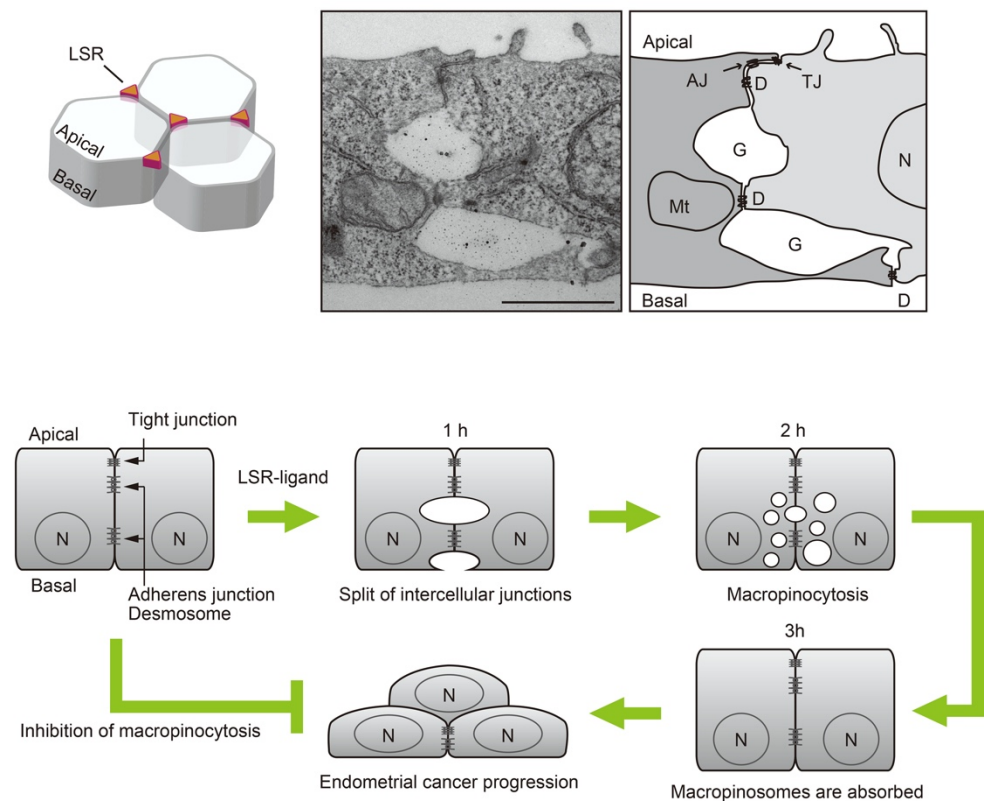 LSR
Apical
Basal
Apical
AJ
D
TJ
G
N
D
Mt
G
Basal
D
Apical
Tight junction
N
N
Basal
Adherens junction
Desmosome
LSR-ligand
1 h
N
N
Split of intercellular junctions
2 h
N
N
Macropinocytosis
3h
N
N
Macropinosomes are absorbed
N
N
N
Endometrial cancer progression
Inhibition of macropinocytosis